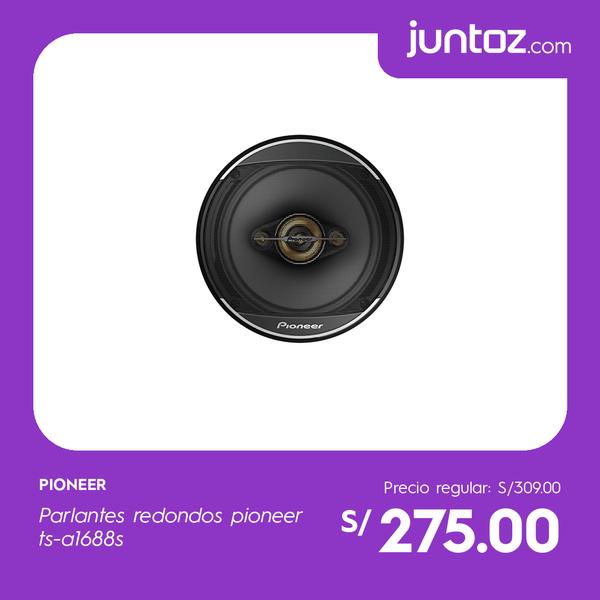 juntoz.com
Pioneer
PIONEER
Parlantes redondos pioneer
ts-a1688s
Precio regular: S/309.00
S/275.00